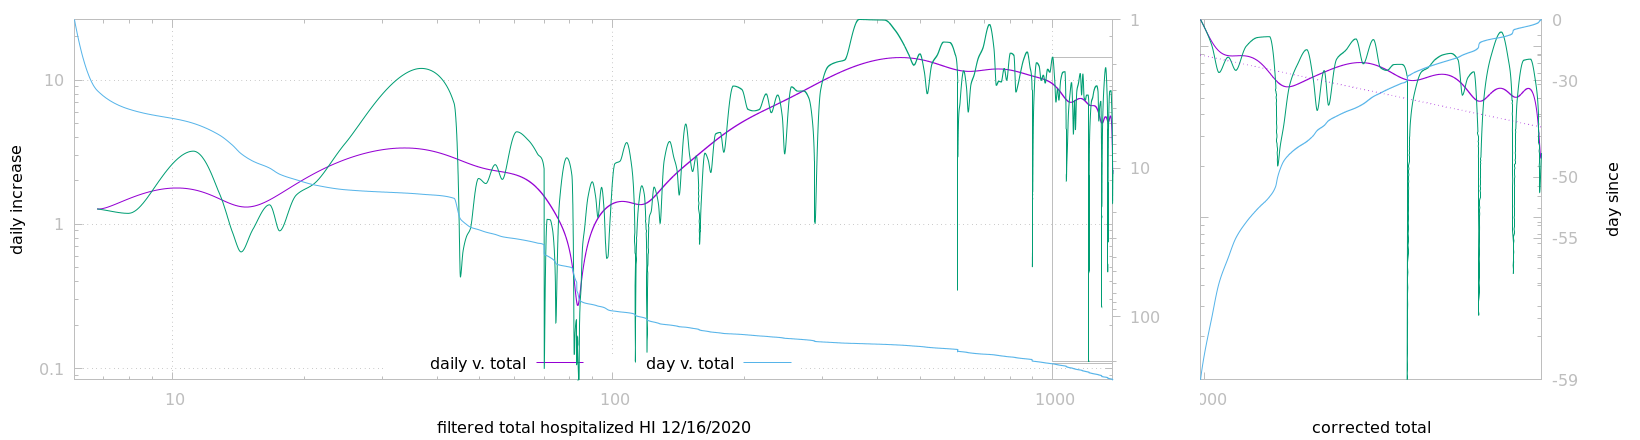 daily increase
10
1
0.1
daily v. total
day v. total
10
100
1000
filtered total hospitalized HI 12/16/2020
1
10
100
000
corrected total
0
-30
-50
-55
-59
day since